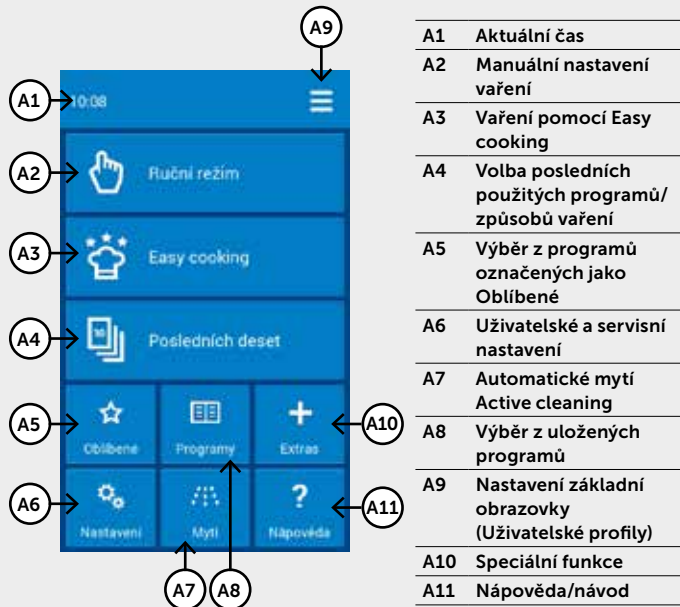 A9
A1
10:08
A2
Ruční režim
A3
Easy cooking
A4
10
Posledních deset
A5
Oblíbené
Programy
Extras
A10
A6
Nastavení
Mytí
?
Nápověda
A11
A7
A8
A1 Aktuální čas
A2 Manuální nastavení
vaření
A3 Vaření pomocí Easy
cooking
A4 Volba posledních
použitých programů/
způsobů vaření
A5 Výběr z programů
označených jako
Oblíbené
A6 Uživatelské a servisní
nastavení
A7 Automatické mytí
Active cleaning
A8 Výběr z uložených
programů
A9 Nastavení základní
obrazovky
(Uživatelské profily)
A10 Speciální funkce
A11 Nápověda/návod